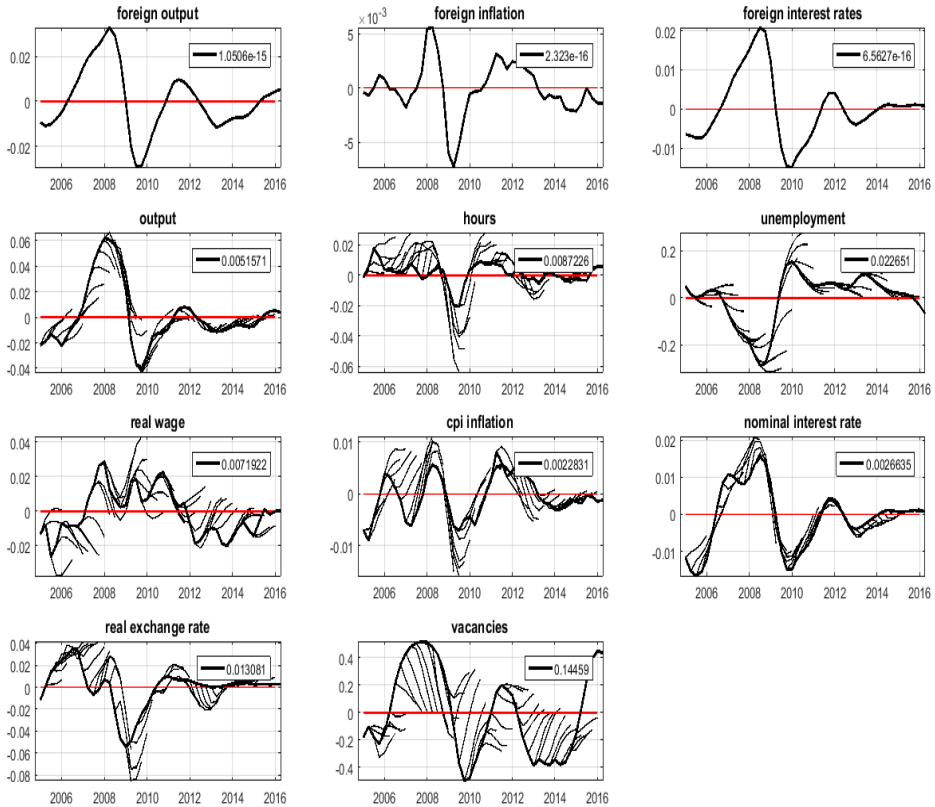 foreign output
0.02
0
-0.02
1.0506e-15
2006 2008 2010 2012 2014 2016
foreign inflation
×10⁻³
5
0
-5
2.323e-16
2006 2008 2010 2012 2014 2016
foreign interest rates
0.02
0.01
0
-0.01
6.5627e-16
2006 2008 2010 2012 2014 2016
output
0.06
0.04
0.02
0
-0.02
-0.04
0.0051571
2006 2008 2010 2012 2014 2016
hours
0.02
0
-0.02
-0.04
-0.06
0.0087226
2006 2008 2010 2012 2014 2016
unemployment
0.2
0
-0.2
0.022651
2006 2008 2010 2012 2014 2016
real wage
0.04
0.02
0
-0.02
0.0071922
2006 2008 2010 2012 2014 2016
cpi inflation
0.01
0
-0.01
0.0022831
2006 2008 2010 2012 2014 2016
nominal interest rate
0.02
0.01
0
-0.01
0.0026635
2006 2008 2010 2012 2014 2016
real exchange rate
0.04
0.02
0
-0.02
-0.04
-0.06
-0.08
0.013081
2006 2008 2010 2012 2014 2016
vacancies
0.4
0.2
0
-0.2
-0.4
0.14459
2006 2008 2010 2012 2014 2016